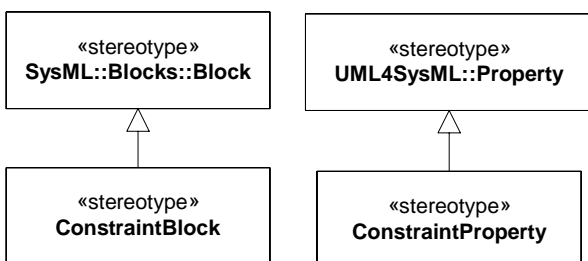 «stereotype»
SysML::Blocks::Block
«stereotype»
UML4SysML::Property
«stereotype»
ConstraintBlock
«stereotype»
ConstraintProperty